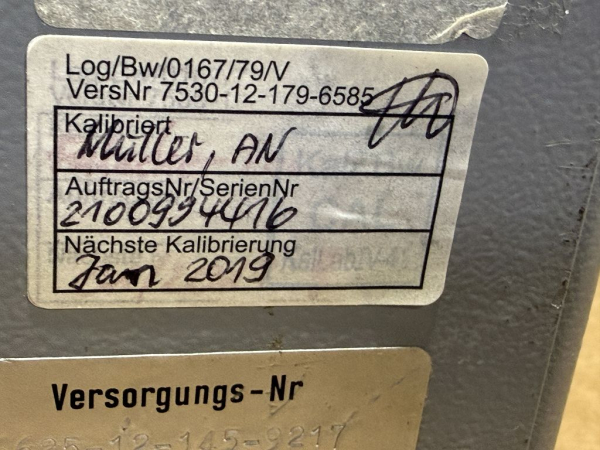 Log/Bw/0167/79/V
VersNr 7530-12-179-6585
Kalibriert
Müller, AN
AuftragsNr/SerienNr
2100994416
Nächste Kalibrierung
Jan 2019
Versorgungs-Nr